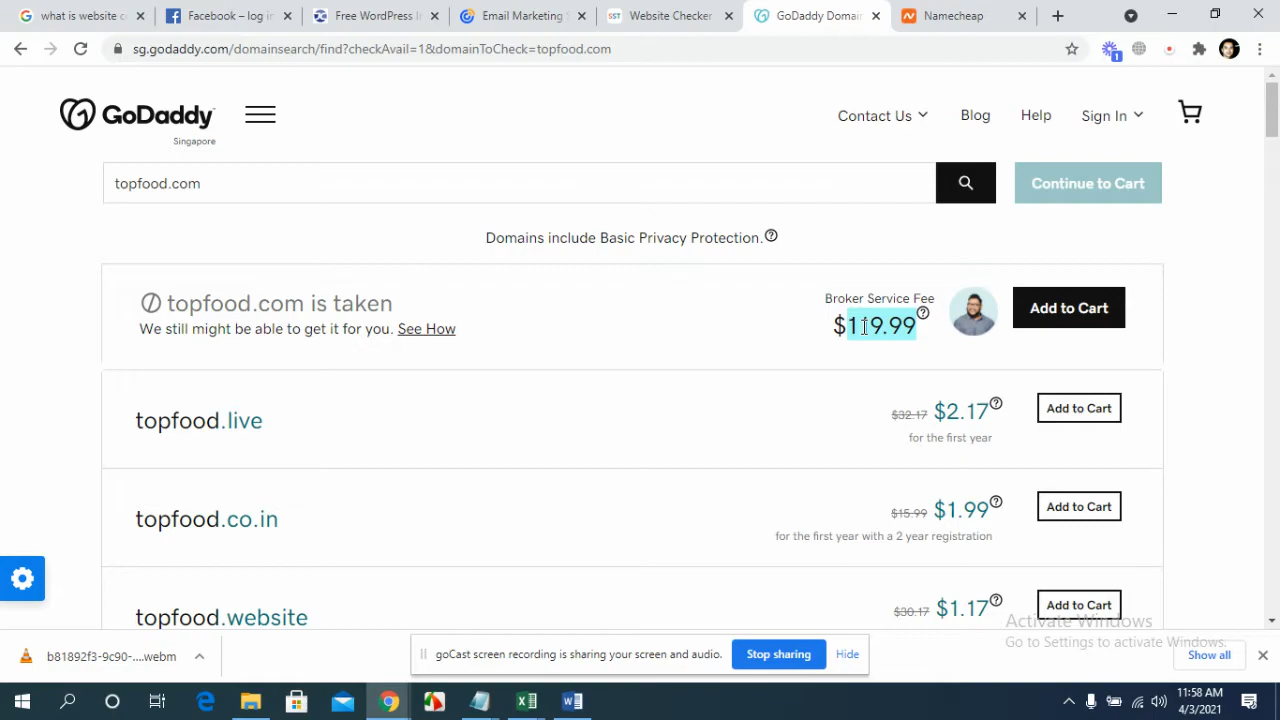 what is website c
Facebook – log in
Free WordPress
Email Marketing
Website Checker
GoDaddy Domai
Namecheap
sg.godaddy.com/domainsearch/find?checkAvail=1&domainToCheck=topfood.com
1
GoDaddy
Singapore
Contact Us
Blog
Help
Sign In
topfood.com
Continue to Cart
Domains include Basic Privacy Protection.
topfood.com is taken
We still might be able to get it for you. See How
Broker Service Fee
$119.99
Add to Cart
topfood.live
$32.17 $2.17
for the first year
Add to Cart
topfood.co.in
$15.99 $1.99
for the first year with a 2 year registration
Add to Cart
topfood.website
$30.17 $1.17
Add to Cart
Activate Windows
Go to Settings to activate Windows.
b81892f3-9c90-....webm
goCast screen recording is sharing your screen and audio.
Stop sharing
Hide
Show all
11:58 AM
4/3/2021